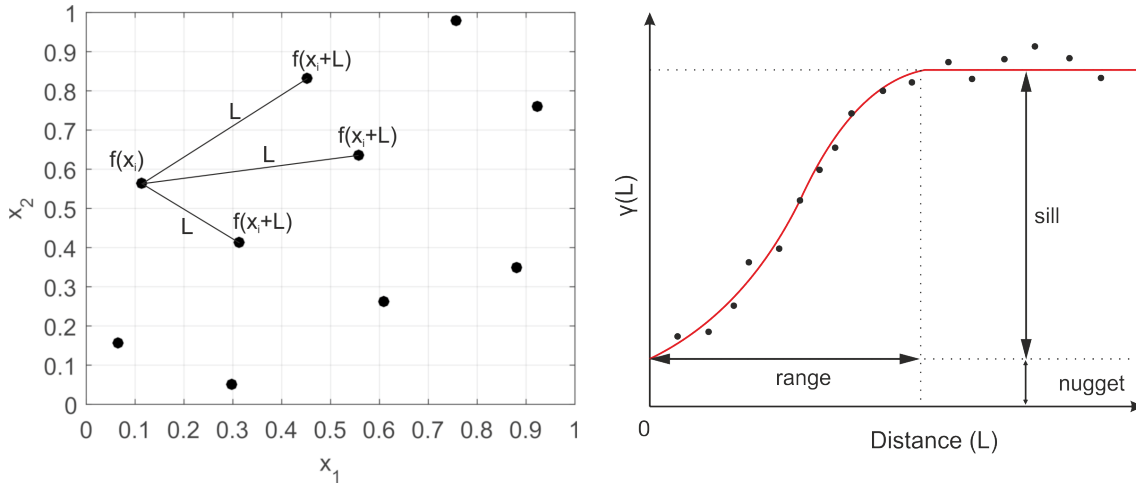 1
0.9
0.8
0.7
0.6
0.5
0.4
0.3
0.2
0.1
0
x2
f(xi+L)
L
f(xi+L)
f(xi)
L
f(xi+L)
L
0 0.1 0.2 0.3 0.4 0.5 0.6 0.7 0.8 0.9 1
x1
γ(L)
sill
range
nugget
0
Distance (L)